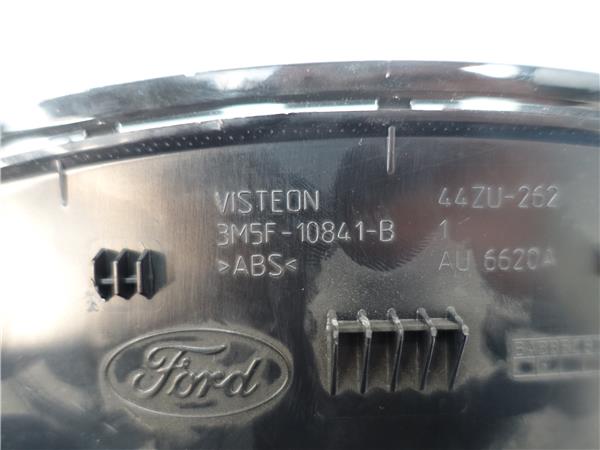 VISTEON
3M5F-10841-B
>ABS<
44ZU-262
1
AU 6620A
Ford